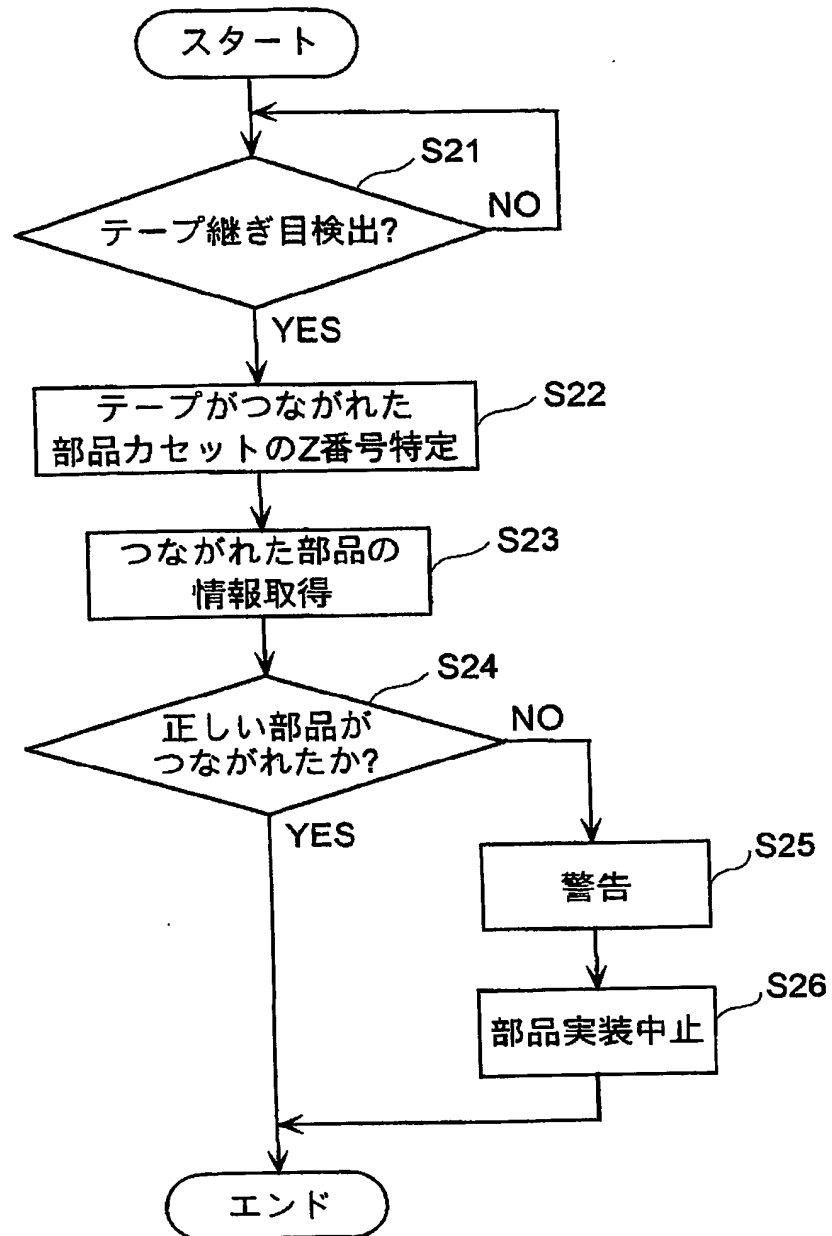 スタート
S21
テープ継ぎ目検出?
NO
YES
S22
テープがつながれた
部品カセットのZ番号特定
S23
つながれた部品の
情報取得
S24
正しい部品が
つながれたか?
NO
YES
S25
警告
S26
部品実装中止
エンド